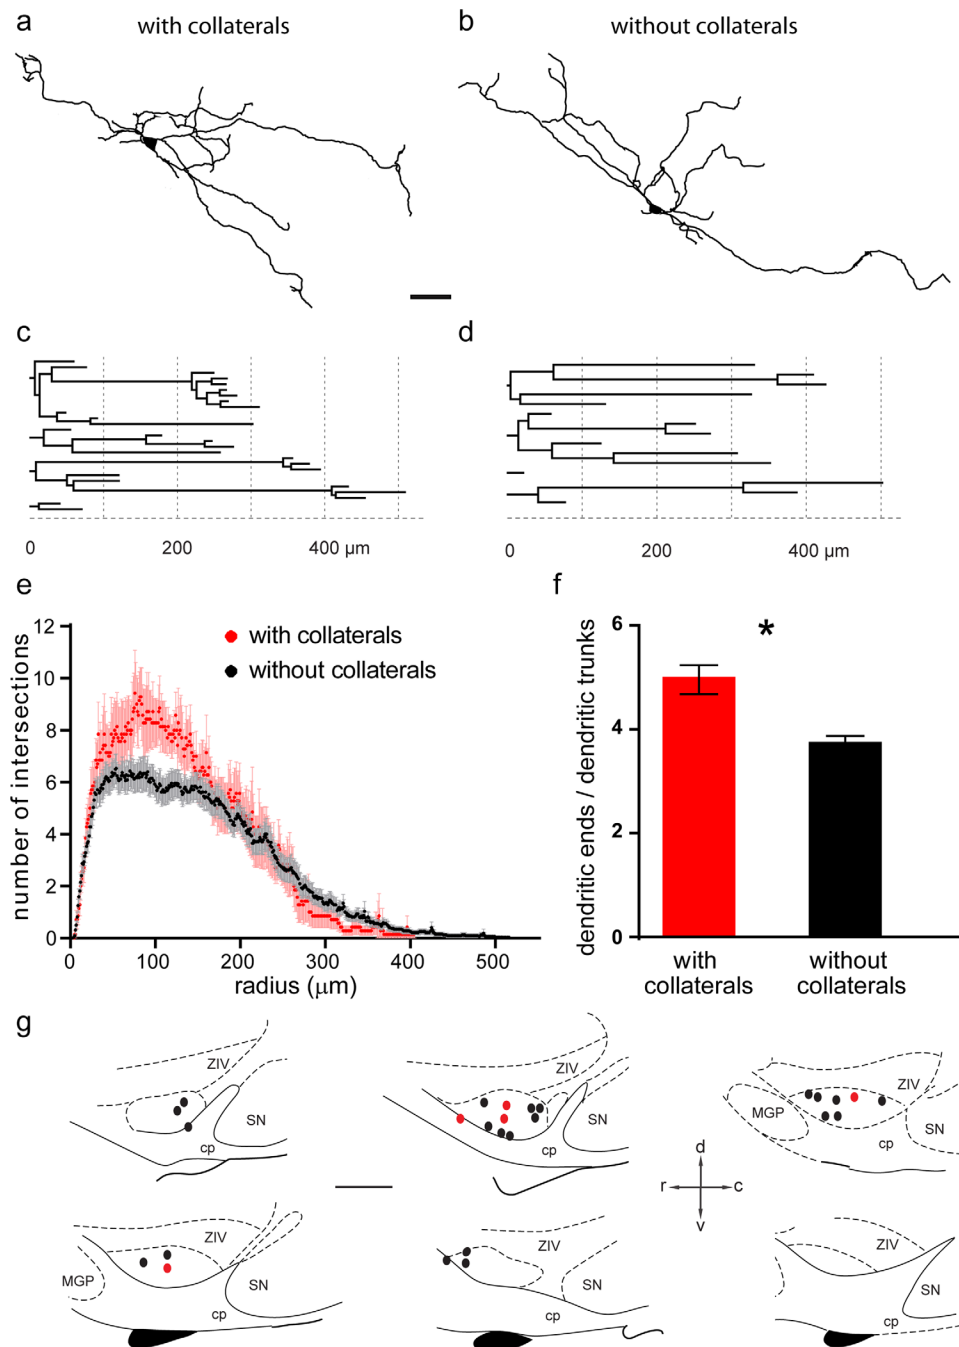 a
with collaterals
b
without collaterals
c
d
0
200
400 µm
0
200
400 µm
e
number of intersections
12
10
8
6
4
2
0
0
100
200
300
400
500
radius (µm)
with collaterals
without collaterals
f
dendritic ends / dendritic trunks
6
4
2
0
*
with
collaterals
without
collaterals
g
ZIV
SN
cp
ZIV
SN
cp
ZIV
MGP
SN
cp
d
r
c
v
ZIV
MGP
SN
cp
ZIV
SN
cp
ZIV
SN
cp